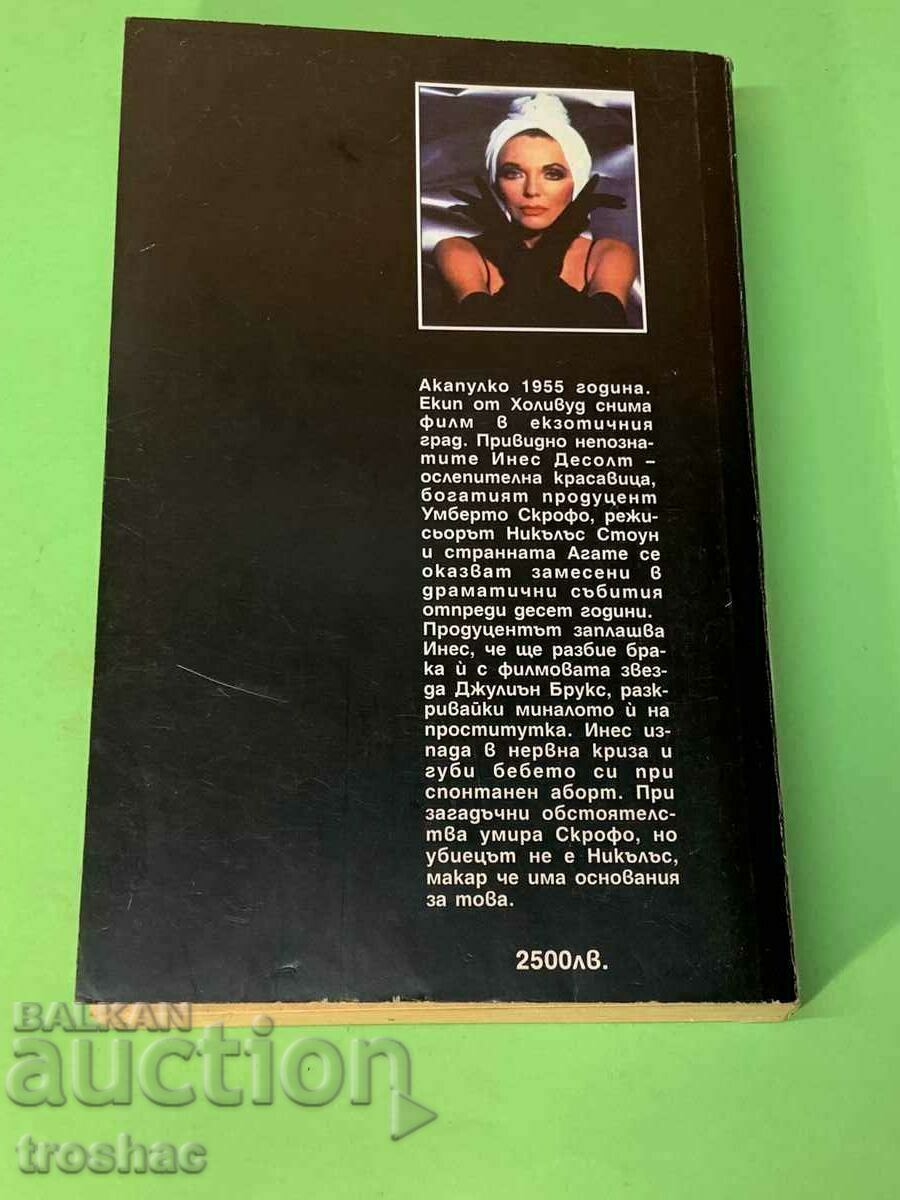 Акапулко 1955 година.
Екип от Холивуд снима
филм в екзотичния
град. Привидно непозна-
тите Инес Десолт –
ослепителна красавица,
богатият продуцент
Умберто Скрофо, режи-
сьорът Никълъс Стоун
и странната Агате се
оказват замесени в
драматични събития
отпреди десет години.
Продуцентът заплашва
Инес, че ще разбие бра-
ка ѝ с филмовата звез-
да Джулиън Брукс, разк-
ривайки миналото ѝ на
проститутка. Инес из-
пада в нервна криза и
губи бебето си при
спонтанен аборт. При
загадъчни обстоятелс-
тва умира Скрофо, но
убиецът не е Никълъс,
макар че има основания
за това.
2500лв.
BALKAN
auction
troshac